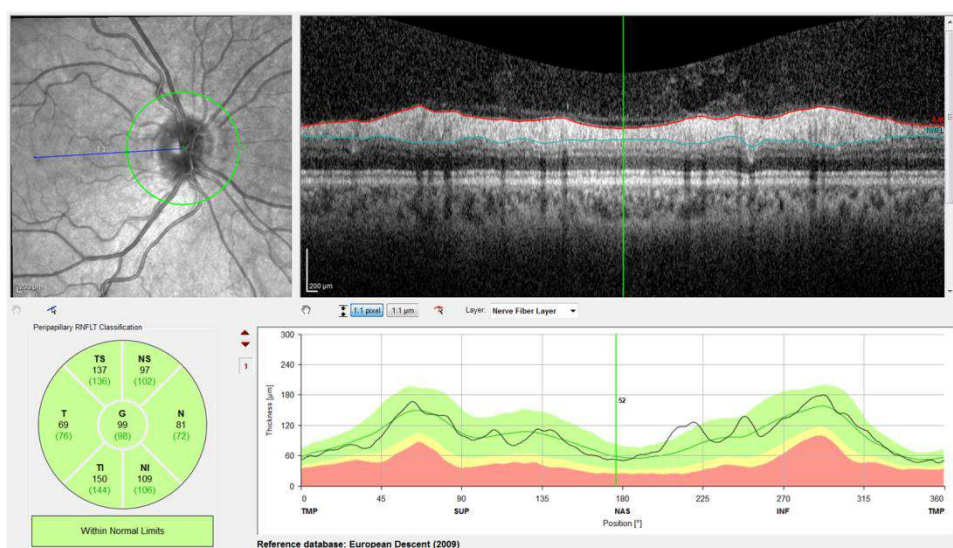 200 µm
200 µm
RNFL
1:1 pixel 1:1 µm Layer: Nerve Fiber Layer
Peripapillary RNFLT Classification
TS
137
(136)
NS
97
(102)
T
69
(76)
G
99
(98)
N
81
(72)
TI
150
(144)
NI
109
(106)
Within Normal Limits
1
Thickness [µm]
300
240
180
120
60
0
52
0 45 90 135 180 225 270 315 360
TMP SUP NAS INF TMP
Position [°]
Reference database: European Descent (2009)